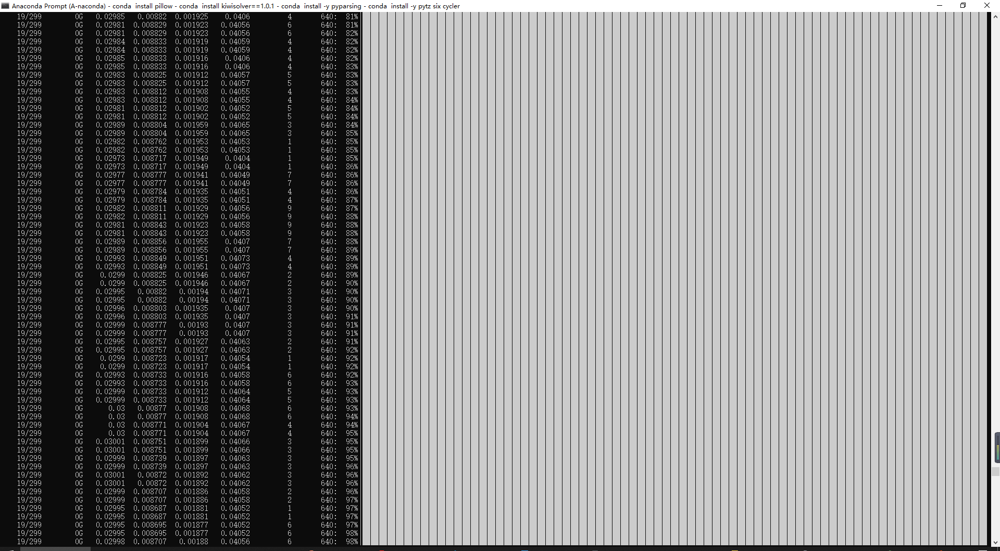 Anaconda Prompt (A-naconda) - conda  install pillow - conda  install kiwisolver==1.0.1 - conda  install -y pyparsing - conda  install -y pytz six cycler
19/299 0G 0.02985 0.00882 0.001925 0.0406 4 640: 81%
19/299 0G 0.02981 0.008829 0.001923 0.04056 6 640: 81%
19/299 0G 0.02981 0.008829 0.001923 0.04056 6 640: 82%
19/299 0G 0.02984 0.008833 0.001919 0.04059 4 640: 82%
19/299 0G 0.02984 0.008833 0.001919 0.04059 4 640: 82%
19/299 0G 0.02985 0.008833 0.001916 0.0406 4 640: 82%
19/299 0G 0.02985 0.008833 0.001916 0.0406 4 640: 83%
19/299 0G 0.02983 0.008825 0.001912 0.04057 5 640: 83%
19/299 0G 0.02983 0.008825 0.001912 0.04057 5 640: 83%
19/299 0G 0.02983 0.008812 0.001908 0.04055 4 640: 83%
19/299 0G 0.02983 0.008812 0.001908 0.04055 4 640: 84%
19/299 0G 0.02981 0.008812 0.001902 0.04052 5 640: 84%
19/299 0G 0.02981 0.008812 0.001902 0.04052 5 640: 84%
19/299 0G 0.02989 0.008804 0.001959 0.04065 3 640: 84%
19/299 0G 0.02989 0.008804 0.001959 0.04065 3 640: 85%
19/299 0G 0.02982 0.008762 0.001953 0.04053 1 640: 85%
19/299 0G 0.02982 0.008762 0.001953 0.04053 1 640: 85%
19/299 0G 0.02973 0.008717 0.001949 0.0404 1 640: 85%
19/299 0G 0.02973 0.008717 0.001949 0.0404 1 640: 86%
19/299 0G 0.02977 0.008777 0.001941 0.04049 7 640: 86%
19/299 0G 0.02977 0.008777 0.001941 0.04049 7 640: 86%
19/299 0G 0.02979 0.008784 0.001935 0.04051 4 640: 86%
19/299 0G 0.02979 0.008784 0.001935 0.04051 4 640: 87%
19/299 0G 0.02982 0.008811 0.001929 0.04056 9 640: 87%
19/299 0G 0.02982 0.008811 0.001929 0.04056 9 640: 88%
19/299 0G 0.02981 0.008843 0.001923 0.04058 9 640: 88%
19/299 0G 0.02981 0.008843 0.001923 0.04058 9 640: 88%
19/299 0G 0.02989 0.008856 0.001955 0.0407 7 640: 88%
19/299 0G 0.02989 0.008856 0.001955 0.0407 7 640: 89%
19/299 0G 0.02993 0.008849 0.001951 0.04073 4 640: 89%
19/299 0G 0.02993 0.008849 0.001951 0.04073 4 640: 89%
19/299 0G 0.0299 0.008825 0.001946 0.04067 2 640: 89%
19/299 0G 0.0299 0.008825 0.001946 0.04067 2 640: 90%
19/299 0G 0.02995 0.00882 0.00194 0.04071 3 640: 90%
19/299 0G 0.02995 0.00882 0.00194 0.04071 3 640: 90%
19/299 0G 0.02996 0.008803 0.001935 0.0407 3 640: 90%
19/299 0G 0.02996 0.008803 0.001935 0.0407 3 640: 91%
19/299 0G 0.02999 0.008777 0.00193 0.0407 3 640: 91%
19/299 0G 0.02999 0.008777 0.00193 0.0407 3 640: 91%
19/299 0G 0.02995 0.008757 0.001927 0.04063 2 640: 91%
19/299 0G 0.02995 0.008757 0.001927 0.04063 2 640: 92%
19/299 0G 0.0299 0.008723 0.001917 0.04054 1 640: 92%
19/299 0G 0.0299 0.008723 0.001917 0.04054 1 640: 92%
19/299 0G 0.02993 0.008733 0.001916 0.04058 6 640: 92%
19/299 0G 0.02993 0.008733 0.001916 0.04058 6 640: 93%
19/299 0G 0.02999 0.008733 0.001912 0.04064 5 640: 93%
19/299 0G 0.02999 0.008733 0.001912 0.04064 5 640: 93%
19/299 0G 0.03 0.00877 0.001908 0.04068 6 640: 93%
19/299 0G 0.03 0.00877 0.001908 0.04068 6 640: 94%
19/299 0G 0.03 0.008771 0.001904 0.04067 4 640: 94%
19/299 0G 0.03 0.008771 0.001904 0.04067 4 640: 95%
19/299 0G 0.03001 0.008751 0.001899 0.04066 3 640: 95%
19/299 0G 0.03001 0.008751 0.001899 0.04066 3 640: 95%
19/299 0G 0.02999 0.008739 0.001897 0.04063 3 640: 95%
19/299 0G 0.02999 0.008739 0.001897 0.04063 3 640: 96%
19/299 0G 0.03001 0.00872 0.001892 0.04062 3 640: 96%
19/299 0G 0.03001 0.00872 0.001892 0.04062 3 640: 96%
19/299 0G 0.02999 0.008707 0.001886 0.04058 2 640: 96%
19/299 0G 0.02999 0.008707 0.001886 0.04058 2 640: 97%
19/299 0G 0.02995 0.008687 0.001881 0.04052 1 640: 97%
19/299 0G 0.02995 0.008687 0.001881 0.04052 1 640: 97%
19/299 0G 0.02995 0.008695 0.001877 0.04052 6 640: 97%
19/299 0G 0.02995 0.008695 0.001877 0.04052 6 640: 98%
19/299 0G 0.02998 0.008707 0.00188 0.04056 6 640: 98%